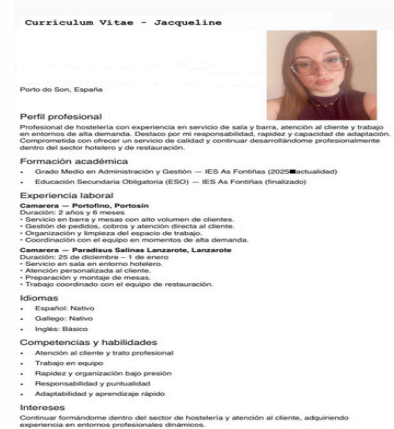 Curriculum Vitae - Jacqueline
Porto do Son, España
Perfil profesional
Profesional de hostelería con experiencia en servicio de sala y barra, atención al cliente y trabajo
en entornos de alta demanda. Destaco por mi responsabilidad, rapidez y capacidad de adaptación.
Comprometida con ofrecer un servicio de calidad y continuar desarrollándome profesionalmente
dentro del sector hotelero y de restauración.
Formación académica
• Grado Medio en Administración y Gestión — IES As Fontiñas (2025■actualidad)
• Educación Secundaria Obligatoria (ESO) — IES As Fontiñas (finalizado)
Experiencia laboral
Camarera — Portofino, Portosín
Duración: 2 años y 6 meses
• Servicio en barra y mesas con alto volumen de clientes.
• Gestión de pedidos, cobros y atención directa al cliente.
• Organización y limpieza del espacio de trabajo.
• Coordinación con el equipo en momentos de alta demanda.
Camarera — Paradisus Salinas Lanzarote, Lanzarote
Duración: 25 de diciembre – 1 de enero
• Servicio en sala en entorno hotelero.
• Atención personalizada al cliente.
• Preparación y montaje de mesas.
• Trabajo coordinado con el equipo de restauración.
Idiomas
• Español: Nativo
• Gallego: Nativo
• Inglés: Básico
Competencias y habilidades
• Atención al cliente y trato profesional
• Trabajo en equipo
• Rapidez y organización bajo presión
• Responsabilidad y puntualidad
• Adaptabilidad y aprendizaje rápido
Intereses
Continuar formándome dentro del sector de hostelería y atención al cliente, adquiriendo
experiencia en entornos profesionales dinámicos.